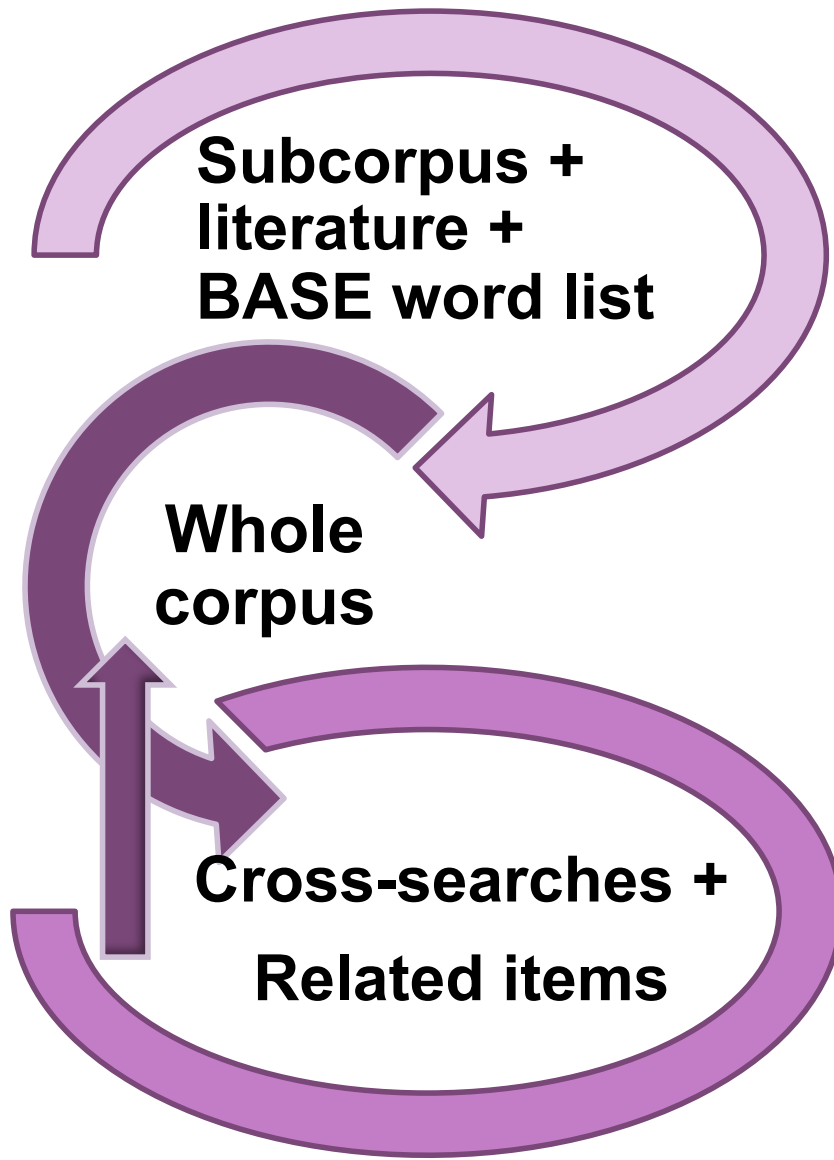 Subcorpus +
literature +
BASE word list
Whole
corpus
Cross-searches +
Related items